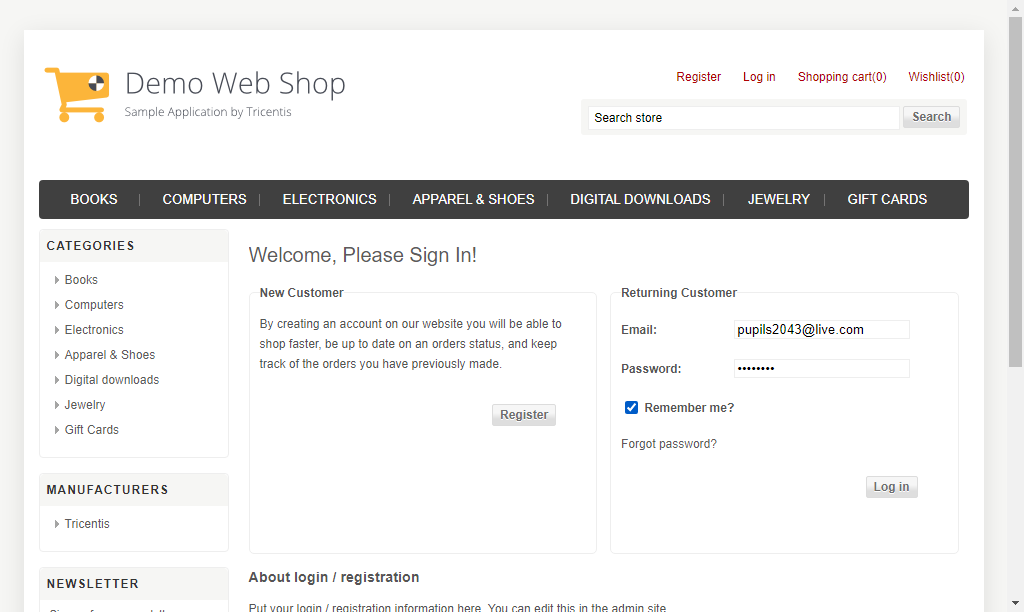 Demo Web Shop
Sample Application by Tricentis
Register Log in Shopping cart(0) Wishlist(0)
Search store Search
BOOKS COMPUTERS ELECTRONICS APPAREL & SHOES DIGITAL DOWNLOADS JEWELRY GIFT CARDS
CATEGORIES
Books
Computers
Electronics
Apparel & Shoes
Digital downloads
Jewelry
Gift Cards
MANUFACTURERS
Tricentis
NEWSLETTER
Welcome, Please Sign In!
New Customer
By creating an account on our website you will be able to
shop faster, be up to date on an orders status, and keep
track of the orders you have previously made.
Register
Returning Customer
Email: pupils2043@live.com
Password: ••••••••
Remember me?
Forgot password?
Log in
About login / registration
Put your login / registration information here. You can edit this in the admin site.